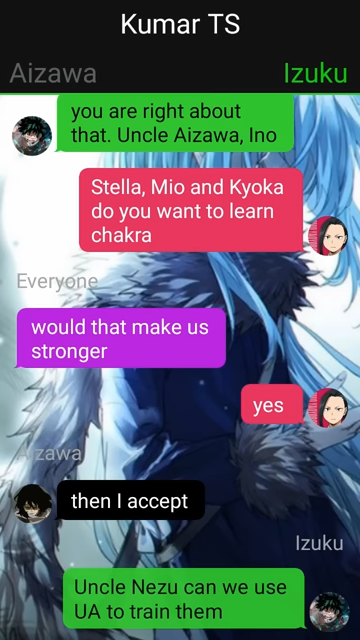 Kumar TS
Aizawa Izuku
you are right about
that. Uncle Aizawa, Ino
Stella, Mio and Kyoka
do you want to learn
chakra
Everyone
would that make us
stronger
yes
Aizawa
then I accept
Izuku
Uncle Nezu can we use
UA to train them